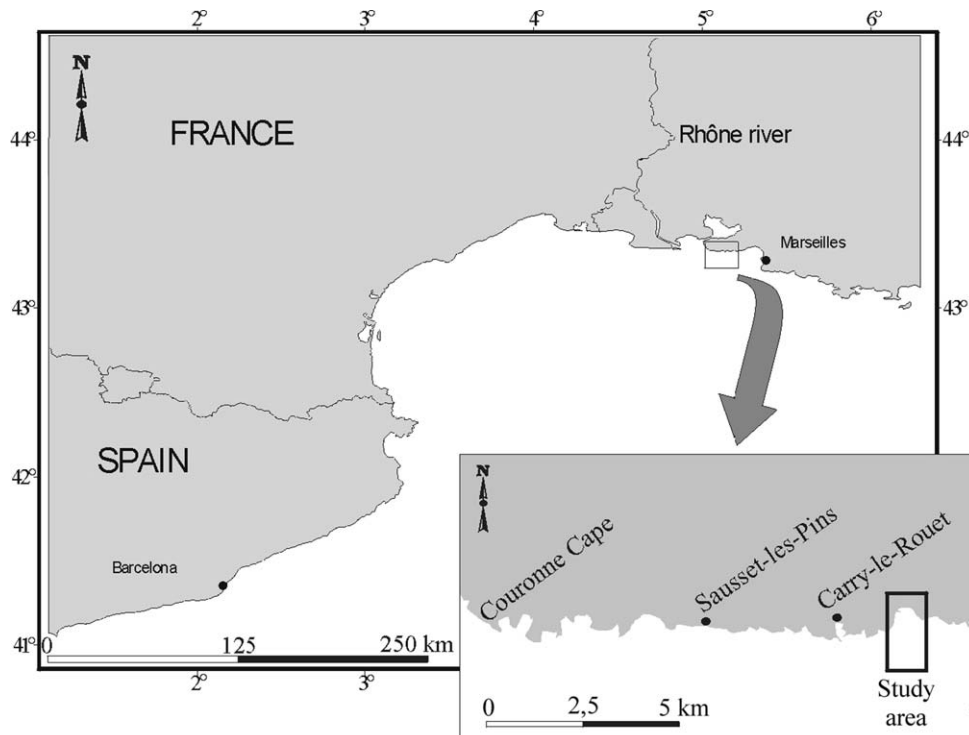 2° 3° 4° 5° 6°
N
FRANCE
Rhône river
44° 44°
Marseilles
43° 43°
SPAIN
42°
Barcelona
41°
0 125 250 km
2° 3°
N
Couronne Cape
Sausset-les-Pins
Carry-le-Rouet
0 2,5 5 km
Study
area